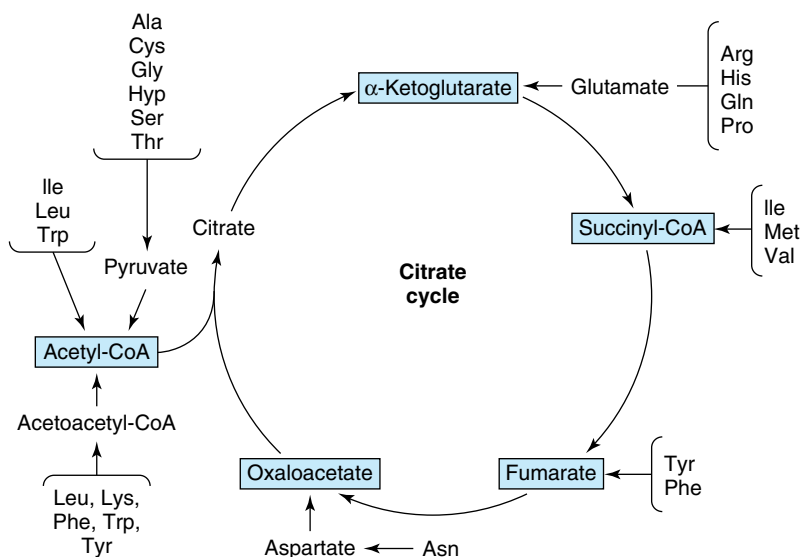 Ala
Cys
Gly
Hyp
Ser
Thr
Ile
Leu
Trp
Pyruvate
Citrate
Acetyl-CoA
Acetoacetyl-CoA
Leu, Lys,
Phe, Trp,
Tyr
α-Ketoglutarate
Glutamate
Arg
His
Gln
Pro
Succinyl-CoA
Ile
Met
Val
Citrate
cycle
Oxaloacetate
Fumarate
Tyr
Phe
Aspartate
Asn